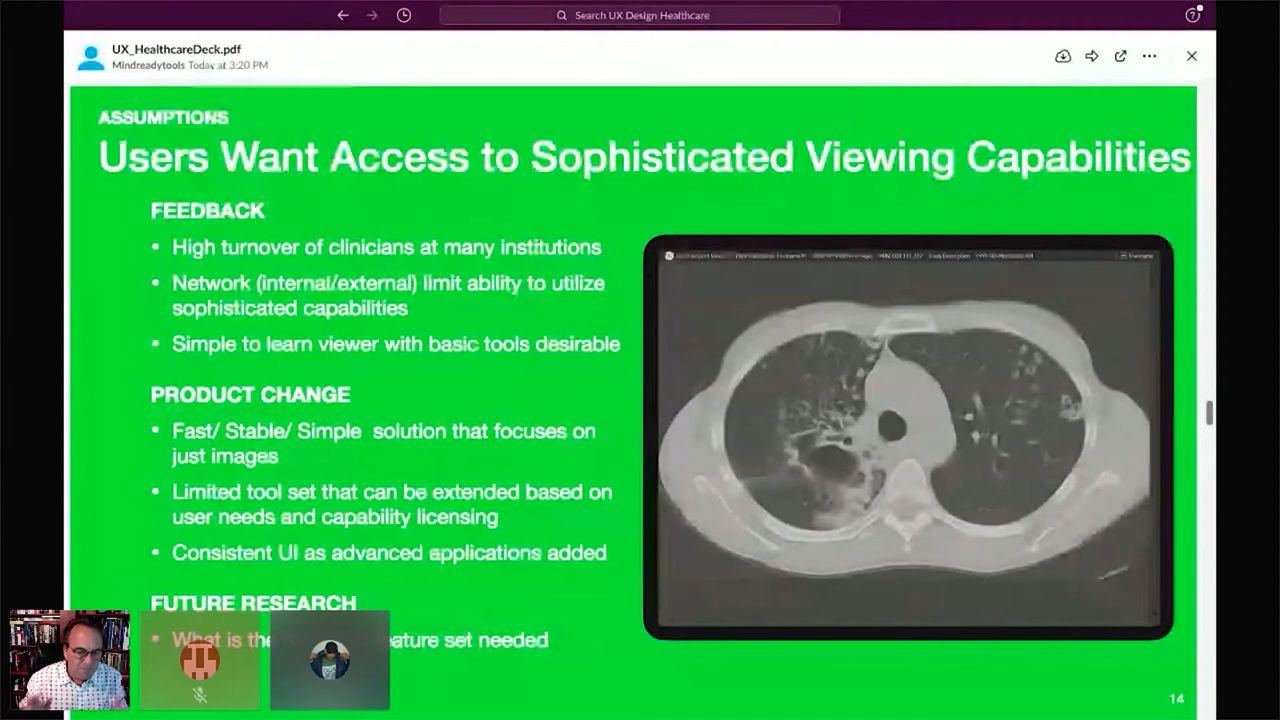 Search UX Design Healthcare
UX_HealthcareDeck.pdf
Mindreadytools Today at 3:20 PM
ASSUMPTIONS
Users Want Access to Sophisticated Viewing Capabilities
FEEDBACK
• High turnover of clinicians at many institutions
• Network (internal/external) limit ability to utilize
sophisticated capabilities
• Simple to learn viewer with basic tools desirable
PRODUCT CHANGE
• Fast/ Stable/ Simple solution that focuses on
just images
• Limited tool set that can be extended based on
user needs and capability licensing
• Consistent UI as advanced applications added
FUTURE RESEARCH
• What is the
feature set needed
14